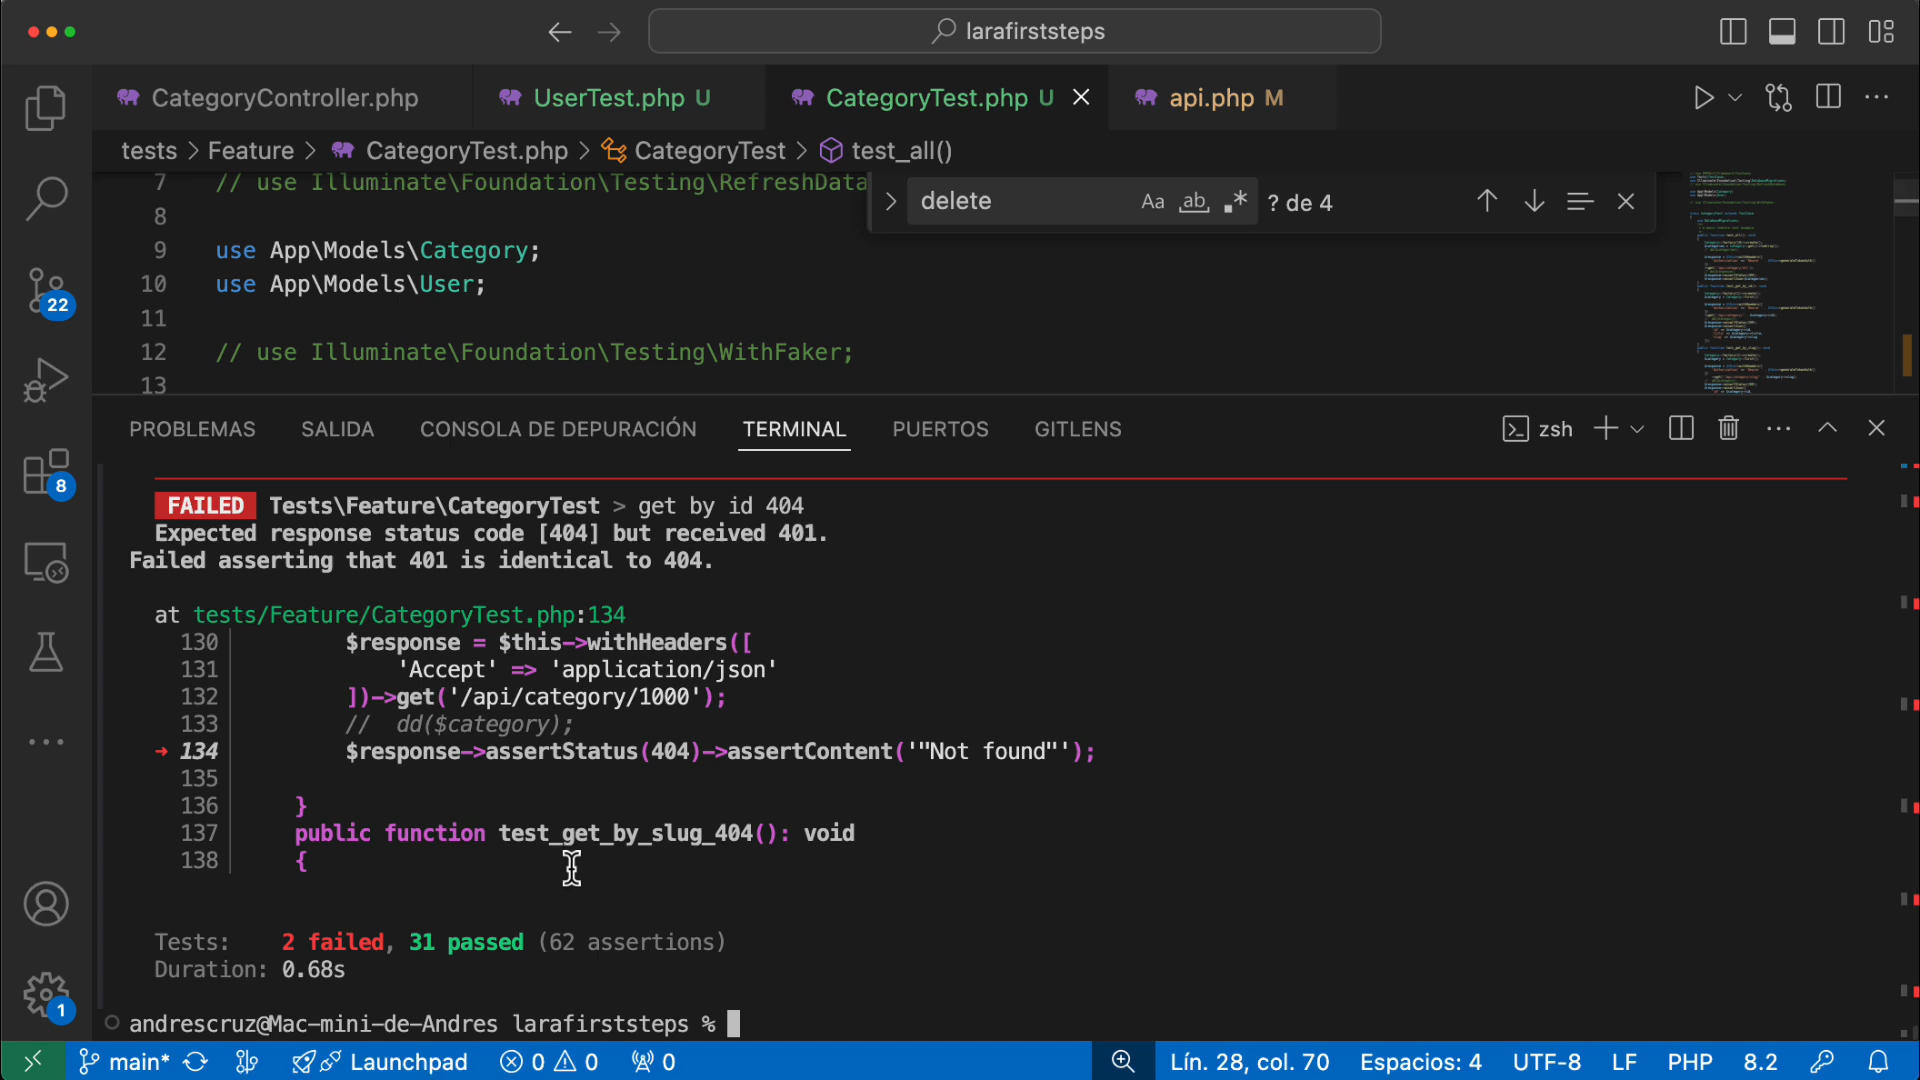 larafirststeps
CategoryController.php
UserTest.php U
CategoryTest.php U
api.php M
tests > Feature > CategoryTest.php > CategoryTest > test_all()
7 // use Illuminate\Foundation\Testing\RefreshData
delete Aa ab .* ? de 4
8
9 use App\Models\Category;
10 use App\Models\User;
11
12 // use Illuminate\Foundation\Testing\WithFaker;
13
22
8
1
PROBLEMAS SALIDA CONSOLA DE DEPURACIÓN TERMINAL PUERTOS GITLENS zsh
FAILED Tests\Feature\CategoryTest > get by id 404
Expected response status code [404] but received 401.
Failed asserting that 401 is identical to 404.
at tests/Feature/CategoryTest.php:134
130 $response = $this->withHeaders([
131 'Accept' => 'application/json'
132 ])->get('/api/category/1000');
133 // dd($category);
→ 134 $response->assertStatus(404)->assertContent('"Not found"');
135
136 }
137 public function test_get_by_slug_404(): void
138 {
Tests: 2 failed, 31 passed (62 assertions)
Duration: 0.68s
andrescruz@Mac-mini-de-Andres larafirststeps %
main* Launchpad 0 0 0 Lín. 28, col. 70 Espacios: 4 UTF-8 LF PHP 8.2